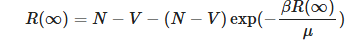 R(∞) = N − V − (N − V) exp(−βR(∞)/μ)